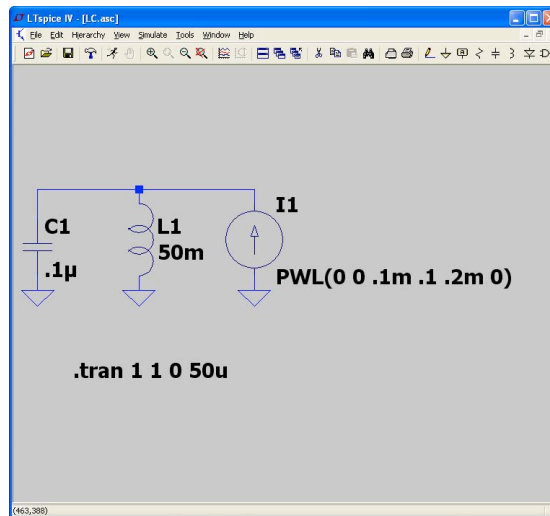 LTspice IV - [LC.asc]
File Edit Hierarchy View Simulate Tools Window Help
I1
C1 L1
50m
.1µ PWL(0 0 .1m .1 .2m 0)
.tran 1 1 0 50u
(463,388)